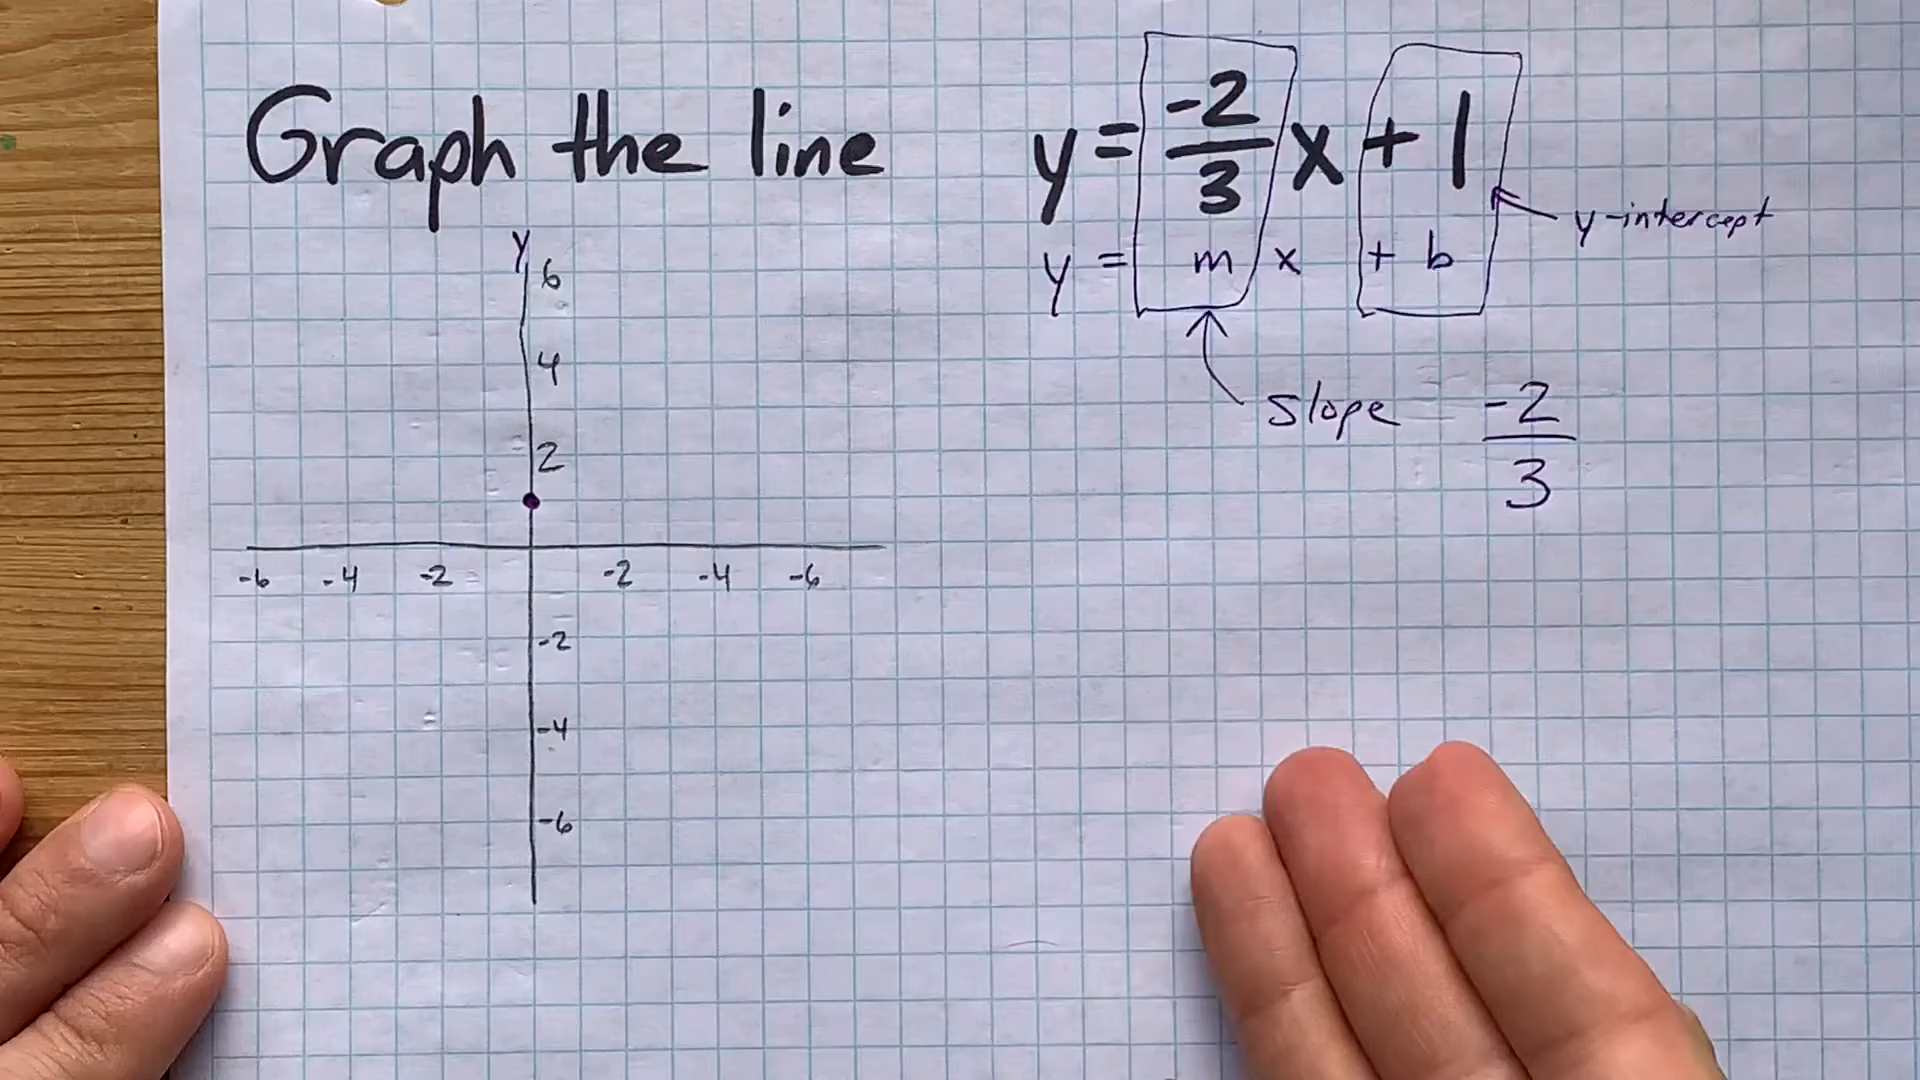 Graph the line y = -2/3 x + 1
y = m x + b
y-intercept
slope -2/3
y
6
4
2
-6 -4 -2 -2 -4 -6
-2
-4
-6